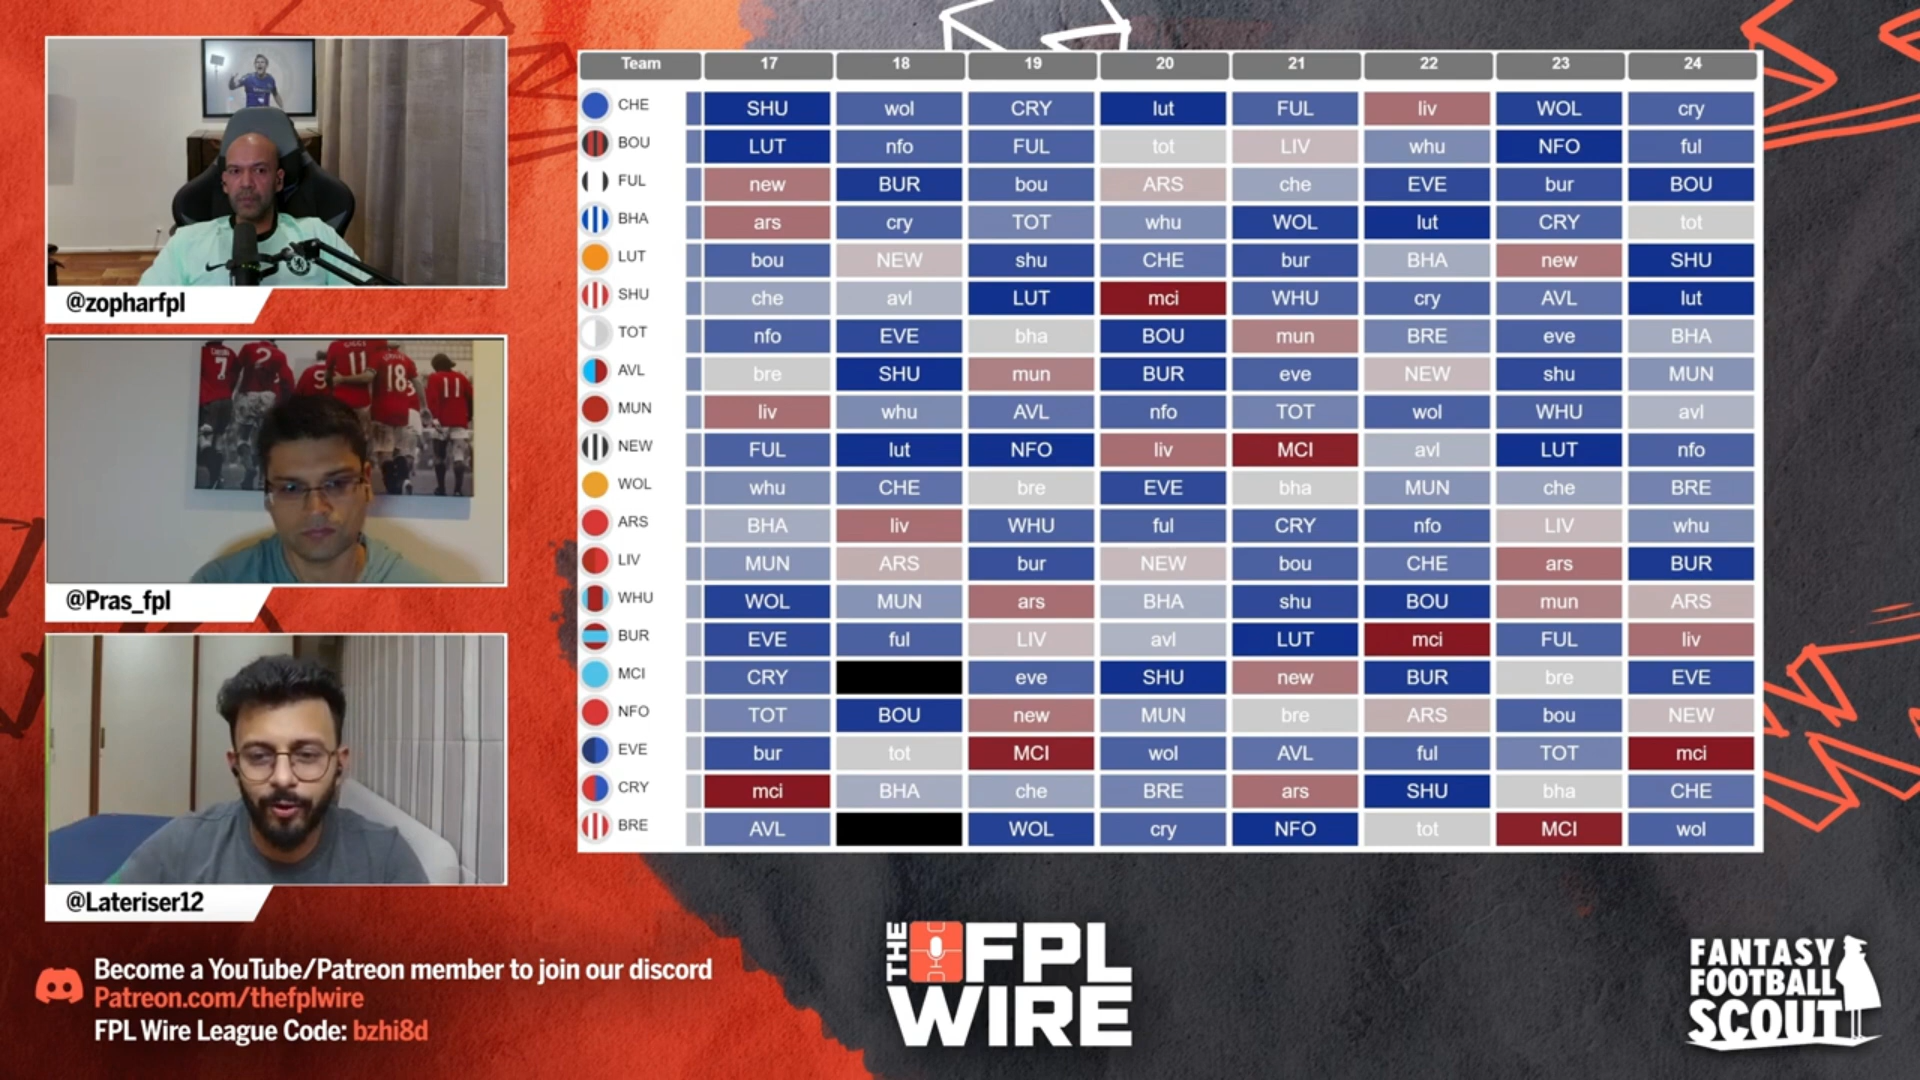 @zopharfpl
@Pras_fpl
@Lateriser12
Team 17 18 19 20 21 22 23 24
CHE SHU wol CRY lut FUL liv WOL cry
BOU LUT nfo FUL tot LIV whu NFO ful
FUL new BUR bou ARS che EVE bur BOU
BHA ars cry TOT whu WOL lut CRY tot
LUT bou NEW shu CHE bur BHA new SHU
SHU che avl LUT mci WHU cry AVL lut
TOT nfo EVE bha BOU mun BRE eve BHA
AVL bre SHU mun BUR eve NEW shu MUN
MUN liv whu AVL nfo TOT wol WHU avl
NEW FUL lut NFO liv MCI avl LUT nfo
WOL whu CHE bre EVE bha MUN che BRE
ARS BHA liv WHU ful CRY nfo LIV whu
LIV MUN ARS bur NEW bou CHE ars BUR
WHU WOL MUN ars BHA shu BOU mun ARS
BUR EVE ful LIV avl LUT mci FUL liv
MCI CRY eve SHU new BUR bre EVE
NFO TOT BOU new MUN bre ARS bou NEW
EVE bur tot MCI wol AVL ful TOT mci
CRY mci BHA che BRE ars SHU bha CHE
BRE AVL WOL cry NFO tot MCI wol
Become a YouTube/Patreon member to join our discord
Patreon.com/thefplwire
FPL Wire League Code: bzhi8d
THE FPL
WIRE
FANTASY
FOOTBALL
SCOUT